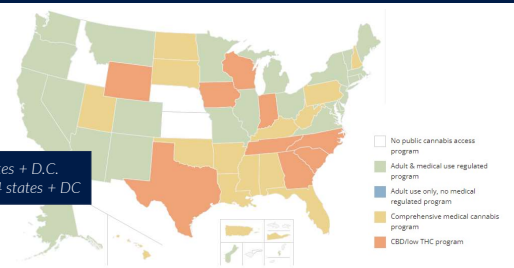 es + D.C.
states + DC
No public cannabis access
program
Adult & medical use regulated
program
Adult use only, no medical
regulated program
Comprehensive medical cannabis
program
CBD/low THC program